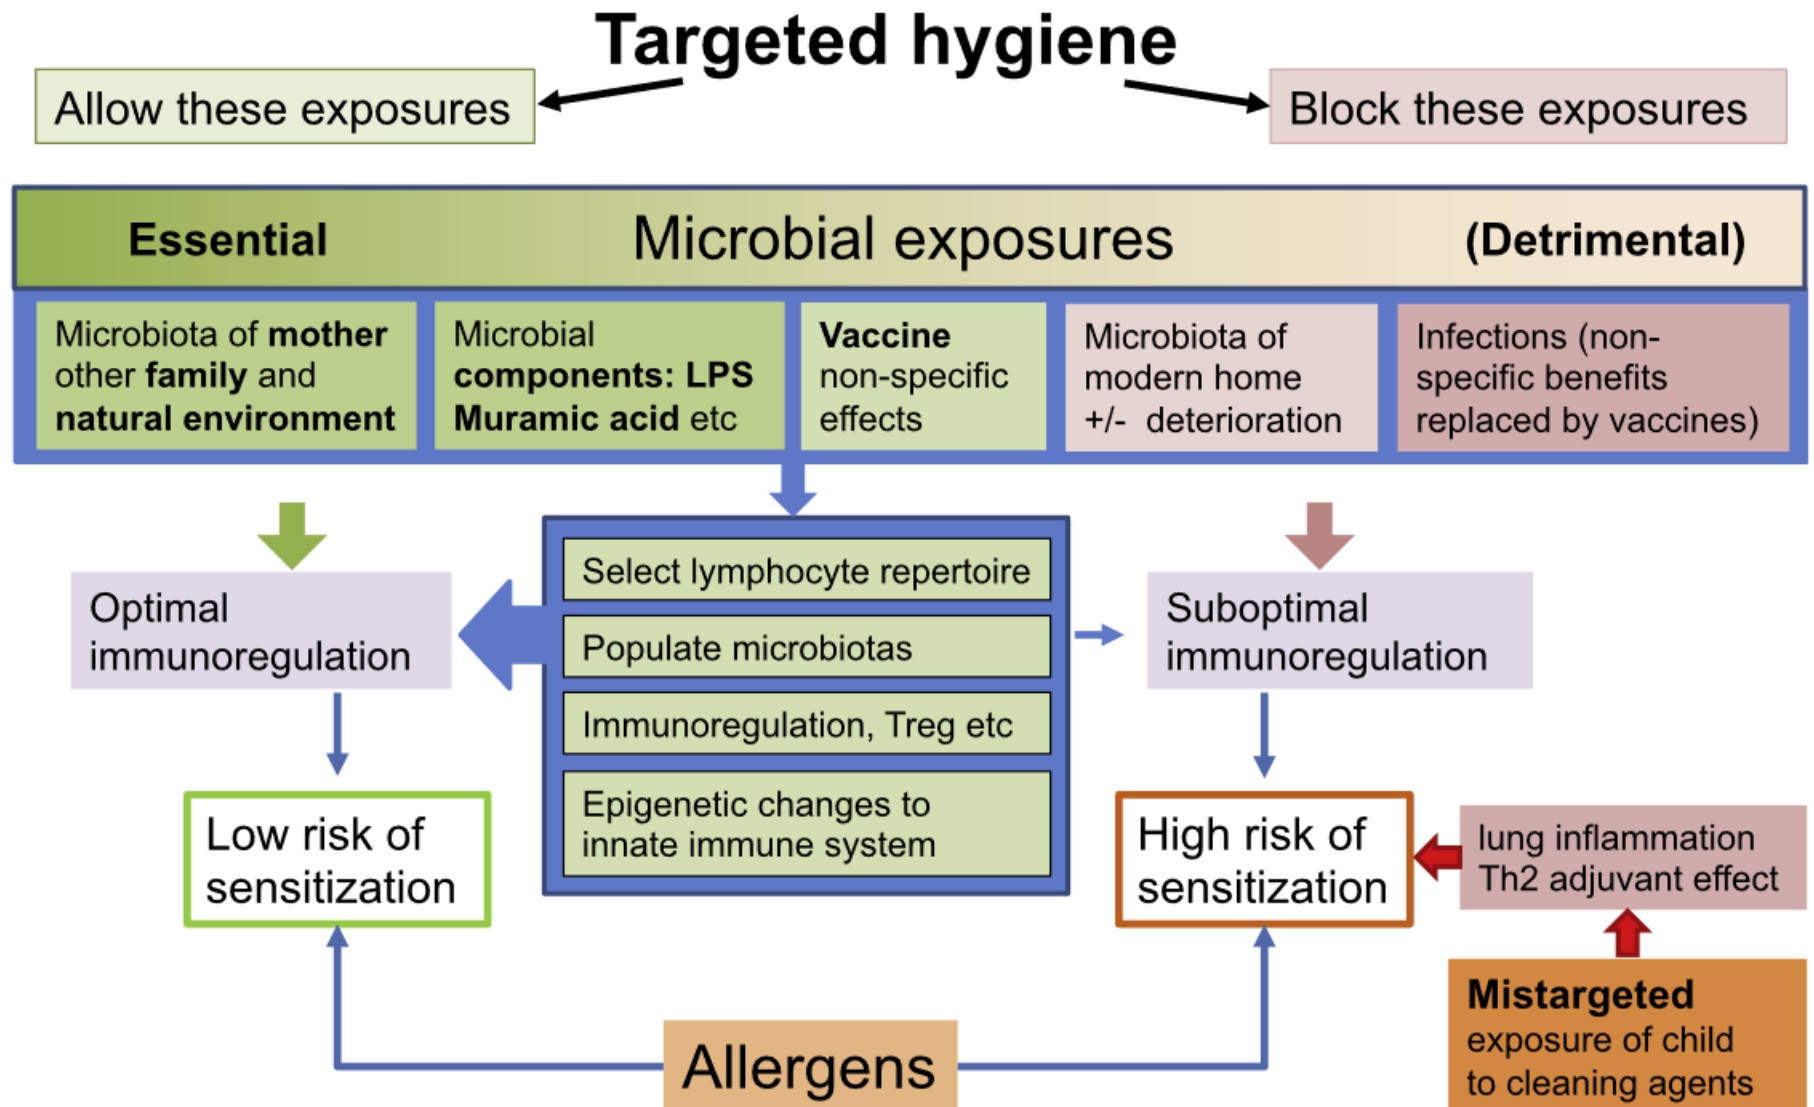 Targeted hygiene
Allow these exposures
Block these exposures
Essential
Microbial exposures
(Detrimental)
Microbiota of mother
other family and
natural environment
Microbial
components: LPS
Muramic acid etc
Vaccine
non-specific
effects
Microbiota of
modern home
+/- deterioration
Infections (non-
specific benefits
replaced by vaccines)
Optimal
immunoregulation
Select lymphocyte repertoire
Populate microbiotas
Immunoregulation, Treg etc
Epigenetic changes to
innate immune system
Suboptimal
immunoregulation
Low risk of
sensitization
High risk of
sensitization
lung inflammation
Th2 adjuvant effect
Mistargeted
exposure of child
to cleaning agents
Allergens